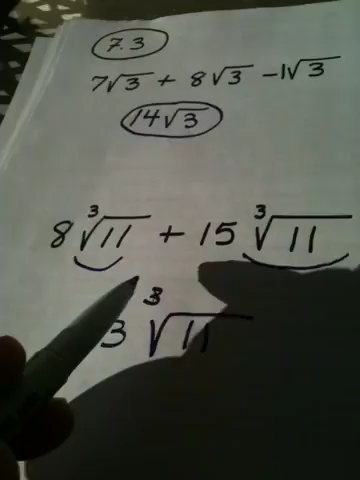 7.3
7√3 + 8√3 - 1√3
14√3
8 ∛11 + 15 ∛11
3 ∛11